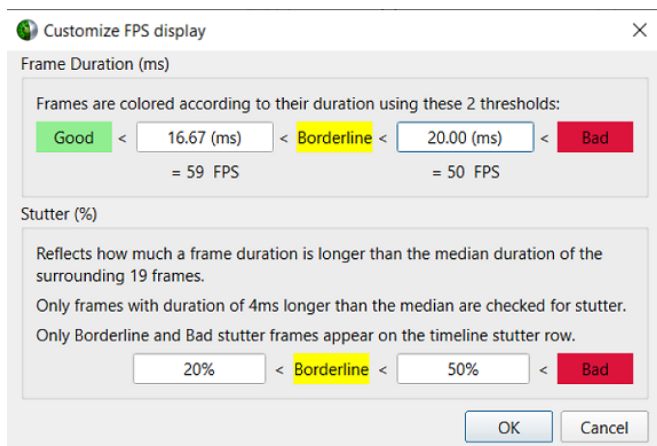 Customize FPS display
Frame Duration (ms)
Frames are colored according to their duration using these 2 thresholds:
Good < 16.67 (ms) < Borderline < 20.00 (ms) < Bad
= 59 FPS = 50 FPS
Stutter (%)
Reflects how much a frame duration is longer than the median duration of the
surrounding 19 frames.
Only frames with duration of 4ms longer than the median are checked for stutter.
Only Borderline and Bad stutter frames appear on the timeline stutter row.
20% < Borderline < 50% < Bad
OK Cancel